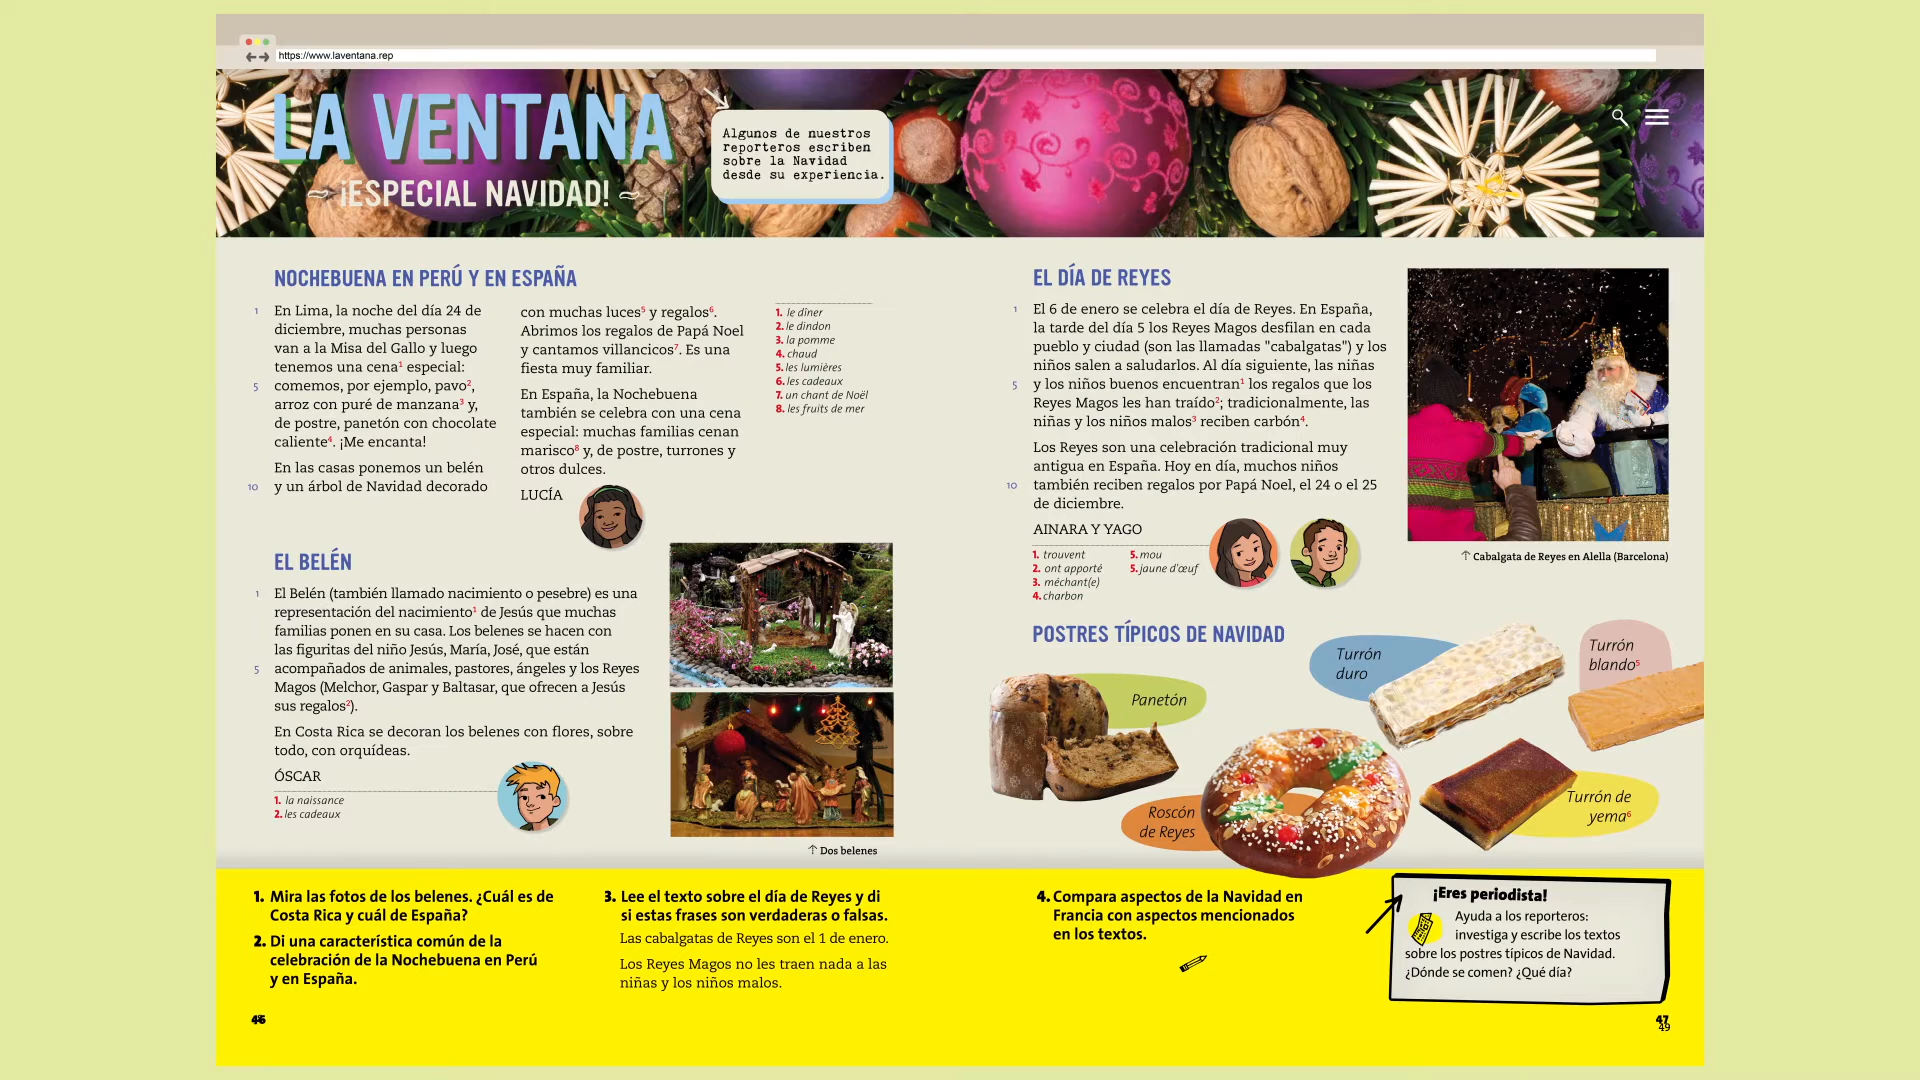 https://www.laventana.rep
LA VENTANA
¡ESPECIAL NAVIDAD!
Algunos de nuestros
reporteros escriben
sobre la Navidad
desde su experiencia.
NOCHEBUENA EN PERÚ Y EN ESPAÑA
1 En Lima, la noche del día 24 de
diciembre, muchas personas
van a la Misa del Gallo y luego
tenemos una cena1 especial:
5 comemos, por ejemplo, pavo2,
arroz con puré de manzana3 y,
de postre, panetón con chocolate
caliente4. ¡Me encanta!
En las casas ponemos un belén
10 y un árbol de Navidad decorado
con muchas luces5 y regalos6.
Abrimos los regalos de Papá Noel
y cantamos villancicos7. Es una
fiesta muy familiar.
En España, la Nochebuena
también se celebra con una cena
especial: muchas familias cenan
marisco8 y, de postre, turrones y
otros dulces.
LUCÍA
1. le dîner
2. le dindon
3. la pomme
4. chaud
5. les lumières
6. les cadeaux
7. un chant de Noël
8. les fruits de mer
EL BELÉN
1 El Belén (también llamado nacimiento o pesebre) es una
representación del nacimiento1 de Jesús que muchas
familias ponen en su casa. Los belenes se hacen con
las figuritas del niño Jesús, María, José, que están
5 acompañados de animales, pastores, ángeles y los Reyes
Magos (Melchor, Gaspar y Baltasar, que ofrecen a Jesús
sus regalos2).
En Costa Rica se decoran los belenes con flores, sobre
todo, con orquídeas.
ÓSCAR
1. la naissance
2. les cadeaux
↑ Dos belenes
EL DÍA DE REYES
1 El 6 de enero se celebra el día de Reyes. En España,
la tarde del día 5 los Reyes Magos desfilan en cada
pueblo y ciudad (son las llamadas "cabalgatas") y los
niños salen a saludarlos. Al día siguiente, las niñas
5 y los niños buenos encuentran1 los regalos que los
Reyes Magos les han traído2; tradicionalmente, las
niñas y los niños malos3 reciben carbón4.
Los Reyes son una celebración tradicional muy
antigua en España. Hoy en día, muchos niños
10 también reciben regalos por Papá Noel, el 24 o el 25
de diciembre.
AINARA Y YAGO
1. trouvent
2. ont apporté
3. méchant(e)
4. charbon
5. mou
5. jaune d'œuf
↑ Cabalgata de Reyes en Alella (Barcelona)
POSTRES TÍPICOS DE NAVIDAD
Panetón
Turrón
duro
Turrón
blando5
Roscón
de Reyes
Turrón de
yema6
1. Mira las fotos de los belenes. ¿Cuál es de
Costa Rica y cuál de España?
2. Di una característica común de la
celebración de la Nochebuena en Perú
y en España.
3. Lee el texto sobre el día de Reyes y di
si estas frases son verdaderas o falsas.
Las cabalgatas de Reyes son el 1 de enero.
Los Reyes Magos no les traen nada a las
niñas y los niños malos.
4. Compara aspectos de la Navidad en
Francia con aspectos mencionados
en los textos.
¡Eres periodista!
Ayuda a los reporteros:
investiga y escribe los textos
sobre los postres típicos de Navidad.
¿Dónde se comen? ¿Qué día?
47
49